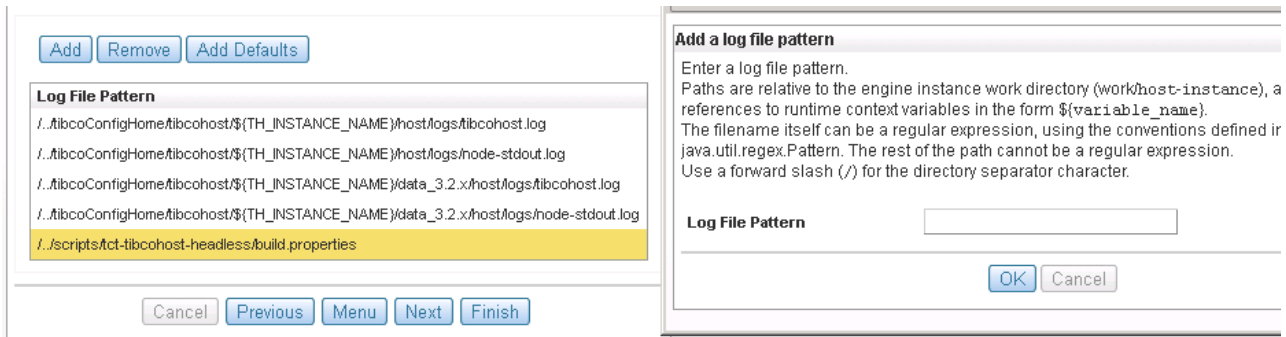 Add Remove Add Defaults
Log File Pattern
/../tibcoConfigHome/tibcohost/${TH_INSTANCE_NAME}/host/logs/tibcohost.log
/../tibcoConfigHome/tibcohost/${TH_INSTANCE_NAME}/host/logs/node-stdout.log
/../tibcoConfigHome/tibcohost/${TH_INSTANCE_NAME}/data_3.2.x/host/logs/tibcohost.log
/../tibcoConfigHome/tibcohost/${TH_INSTANCE_NAME}/data_3.2.x/host/logs/node-stdout.log
/../scripts/tct-tibcohost-headless/build.properties
Cancel Previous Menu Next Finish
Add a log file pattern
Enter a log file pattern.
Paths are relative to the engine instance work directory (work/host-instance), a
references to runtime context variables in the form ${variable_name}.
The filename itself can be a regular expression, using the conventions defined in
java.util.regex.Pattern. The rest of the path cannot be a regular expression.
Use a forward slash (/) for the directory separator character.
Log File Pattern
OK Cancel